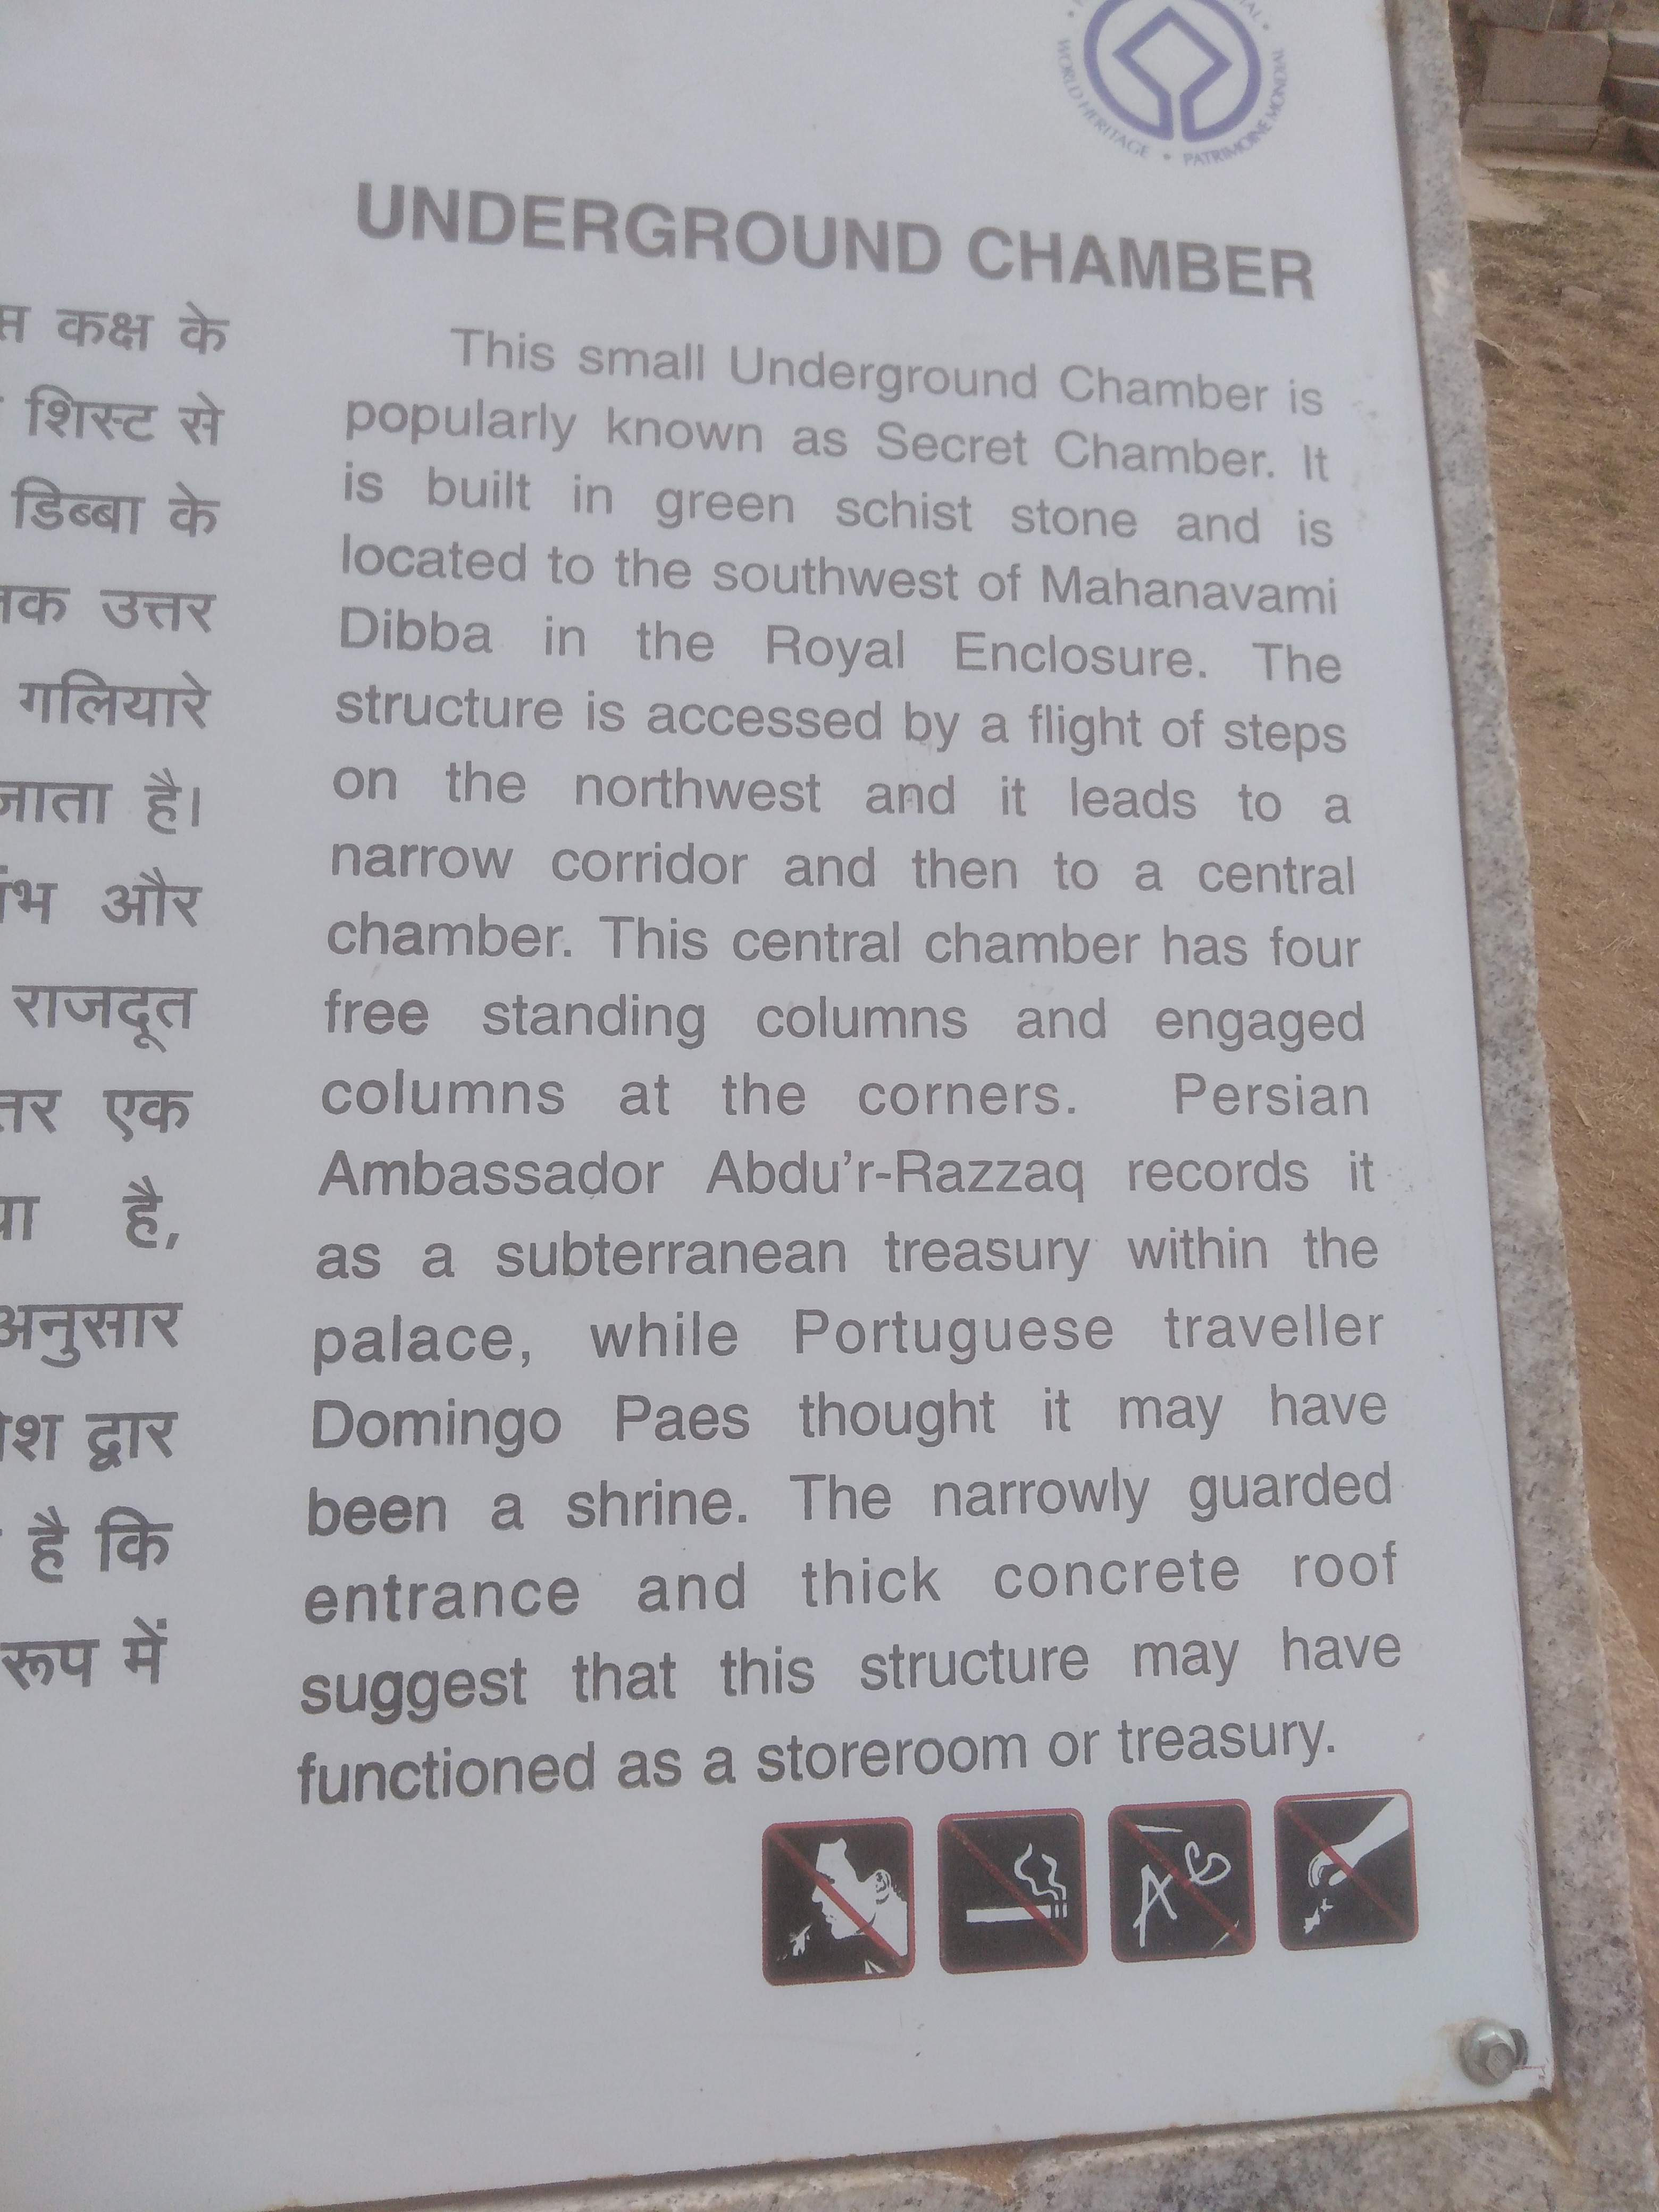 WORLD HERITAGE • PATRIMOINE MONDIAL
UNDERGROUND CHAMBER
This small Underground Chamber is
popularly known as Secret Chamber. It
is built in green schist stone and is
located to the southwest of Mahanavami
Dibba in the Royal Enclosure. The
structure is accessed by a flight of steps
on the northwest and it leads to a
narrow corridor and then to a central
chamber. This central chamber has four
free standing columns and engaged
columns at the corners. Persian
Ambassador Abdu'r-Razzaq records it
as a subterranean treasury within the
palace, while Portuguese traveller
Domingo Paes thought it may have
been a shrine. The narrowly guarded
entrance and thick concrete roof
suggest that this structure may have
functioned as a storeroom or treasury.
कक्ष के
शिस्ट से
डिब्बा के
उत्तर
गलियारे
जाता है।
और
राजदूत
एक
है,
अनुसार
द्वार
है कि
रूप में
A B